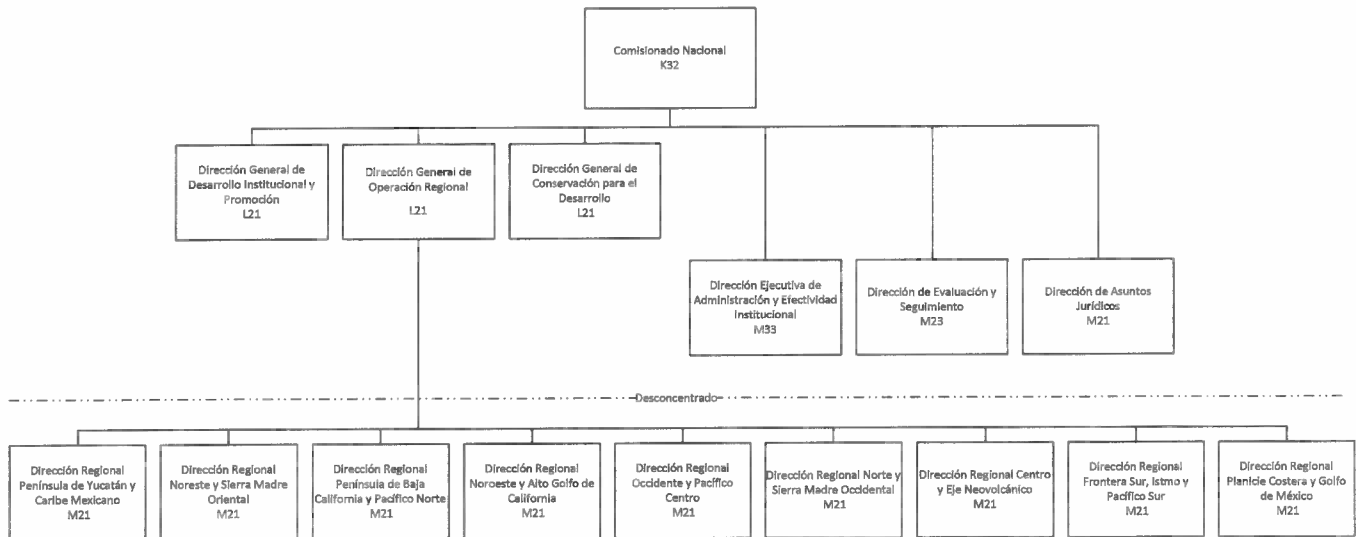 Comisionado Nacional
K32
Dirección General de
Desarrollo Institucional y
Promoción
L21
Dirección General de
Operación Regional
L21
Dirección General de
Conservación para el
Desarrollo
L21
Dirección Ejecutiva de
Administración y Efectividad
Institucional
M33
Dirección de Evaluación y
Seguimiento
M23
Dirección de Asuntos
Jurídicos
M21
Desconcentrado
Dirección Regional
Península de Yucatán y
Caribe Mexicano
M21
Dirección Regional
Noreste y Sierra Madre
Oriental
M21
Dirección Regional
Península de Baja
California y Pacífico Norte
M21
Dirección Regional
Noroeste y Alto Golfo de
California
M21
Dirección Regional
Occidente y Pacífico
Centro
M21
Dirección Regional Norte y
Sierra Madre Occidental
M21
Dirección Regional Centro
y Eje Neovolcánico
M21
Dirección Regional
Frontera Sur, Istmo y
Pacífico Sur
M21
Dirección Regional
Planicie Costera y Golfo
de México
M21